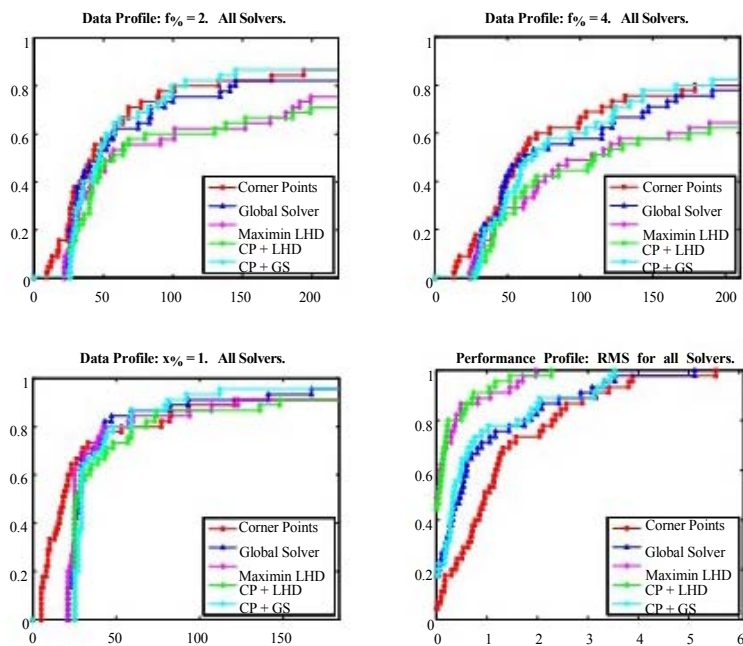 Data Profile: f% = 2. All Solvers.
1
0.8
0.6
0.4
0.2
0
0 50 100 150 200
Corner Points
Global Solver
Maximin LHD
CP + LHD
CP + GS
Data Profile: f% = 4. All Solvers.
1
0.8
0.6
0.4
0.2
0
0 50 100 150 200
Corner Points
Global Solver
Maximin LHD
CP + LHD
CP + GS
Data Profile: x% = 1. All Solvers.
1
0.8
0.6
0.4
0.2
0
0 50 100 150
Corner Points
Global Solver
Maximin LHD
CP + LHD
CP + GS
Performance Profile: RMS for all Solvers.
1
0.8
0.6
0.4
0.2
0
0 1 2 3 4 5 6
Corner Points
Global Solver
Maximin LHD
CP + LHD
CP + GS